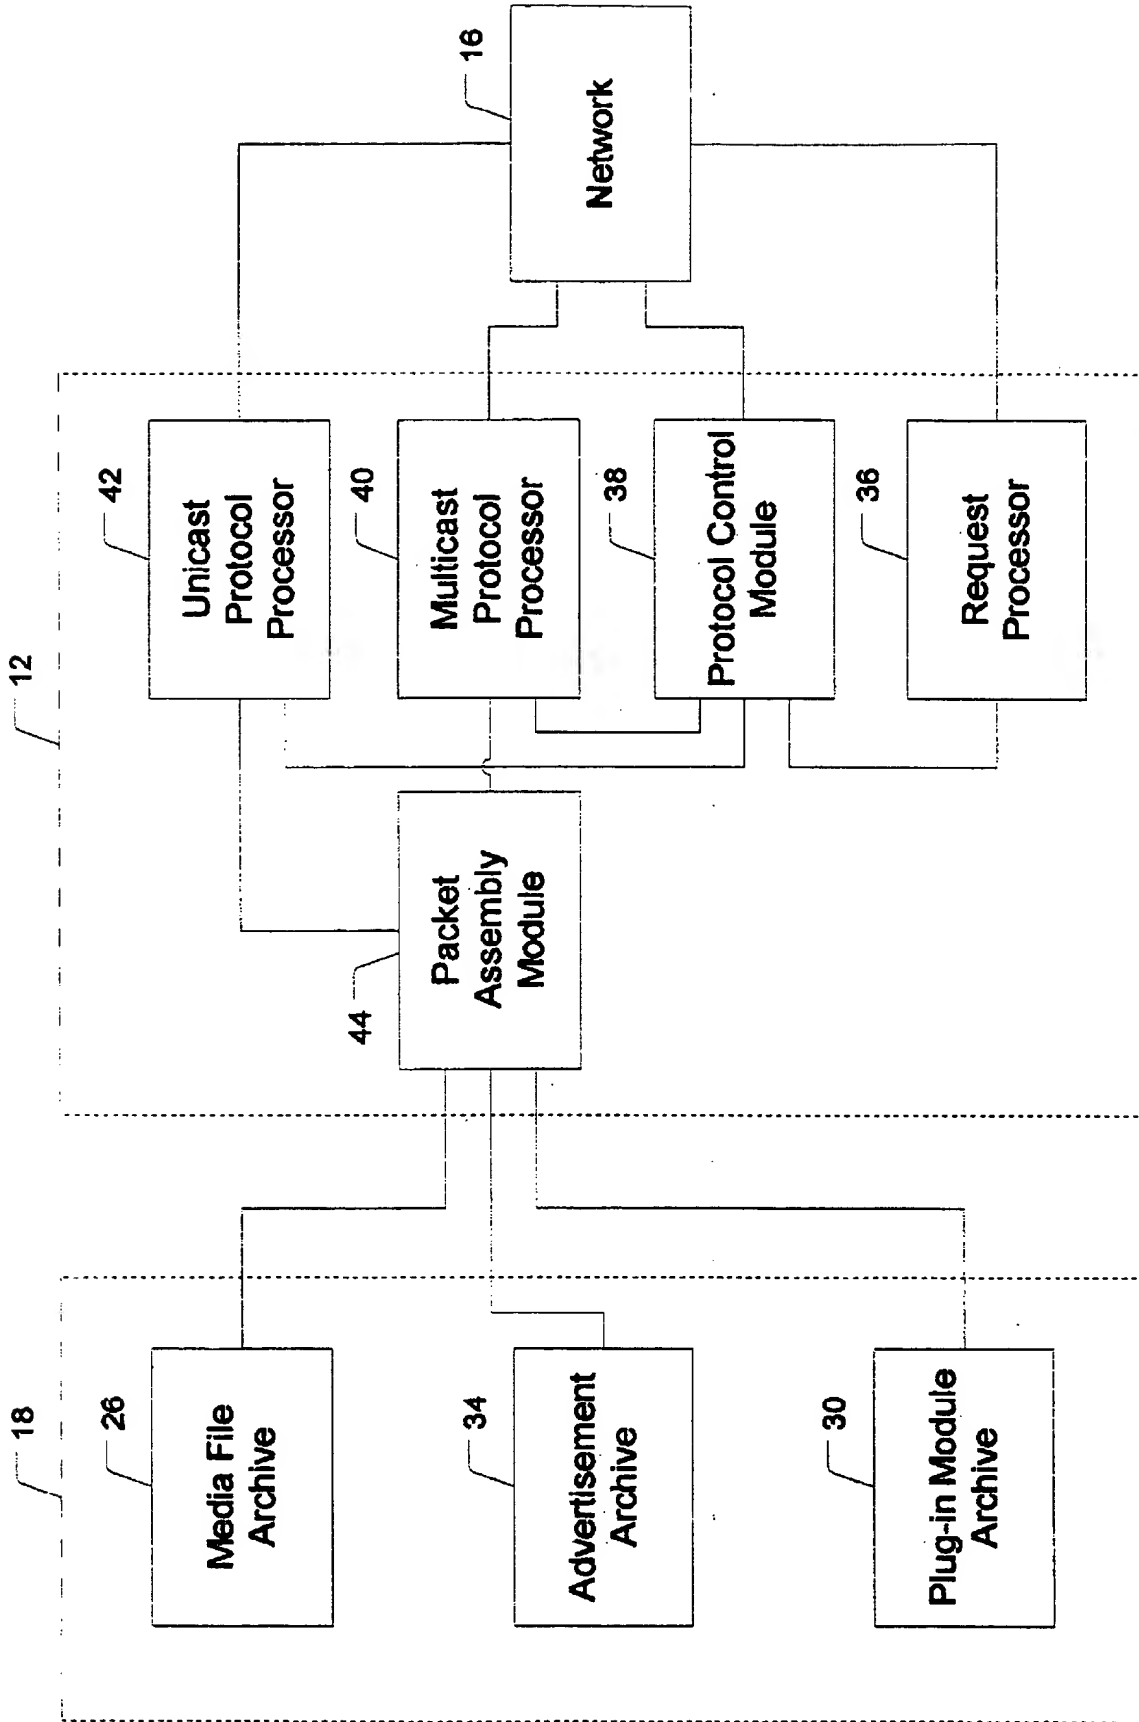 18
26
Media File
Archive
34
Advertisement
Archive
30
Plug-in Module
Archive
12
44
Packet
Assembly
Module
42
Unicast
Protocol
Processor
40
Multicast
Protocol
Processor
38
Protocol Control
Module
36
Request
Processor
16
Network